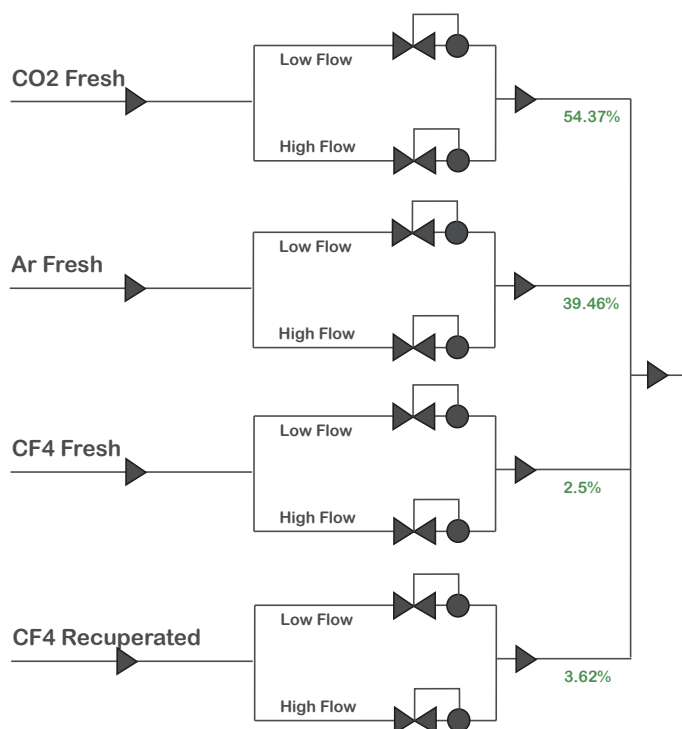 Low Flow
CO2 Fresh
54.37%
High Flow
Low Flow
Ar Fresh
39.46%
High Flow
Low Flow
CF4 Fresh
2.5%
High Flow
Low Flow
CF4 Recuperated
3.62%
High Flow